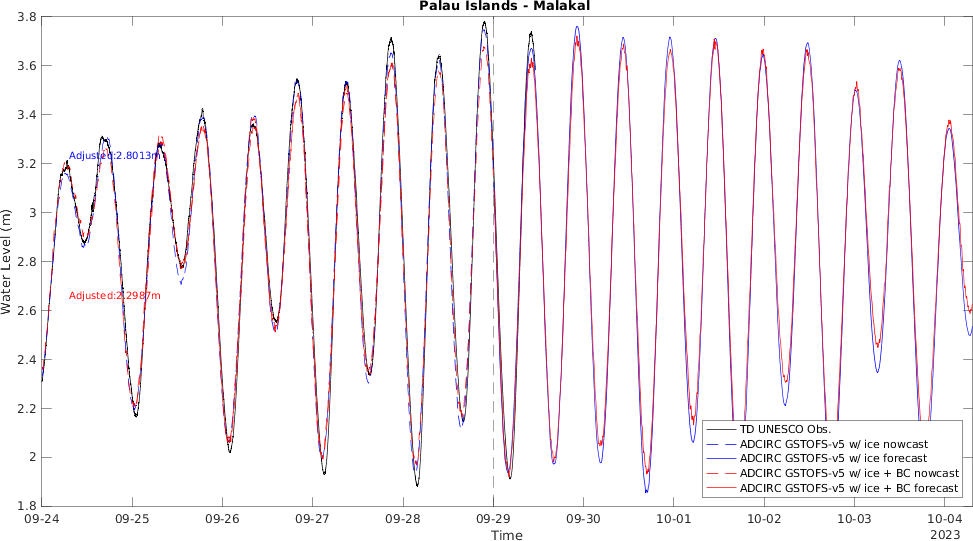 Palau Islands - Malakal
3.8
3.6
3.4
3.2
3
2.8
2.6
2.4
2.2
2
1.8
Water Level (m)
Adjusted:2.8013m
Adjusted:2.2987m
TD UNESCO Obs.
ADCIRC GSTOFS-v5 w/ ice nowcast
ADCIRC GSTOFS-v5 w/ ice forecast
ADCIRC GSTOFS-v5 w/ ice + BC nowcast
ADCIRC GSTOFS-v5 w/ ice + BC forecast
09-24 09-25 09-26 09-27 09-28 09-29 09-30 10-01 10-02 10-03 10-04
Time
2023